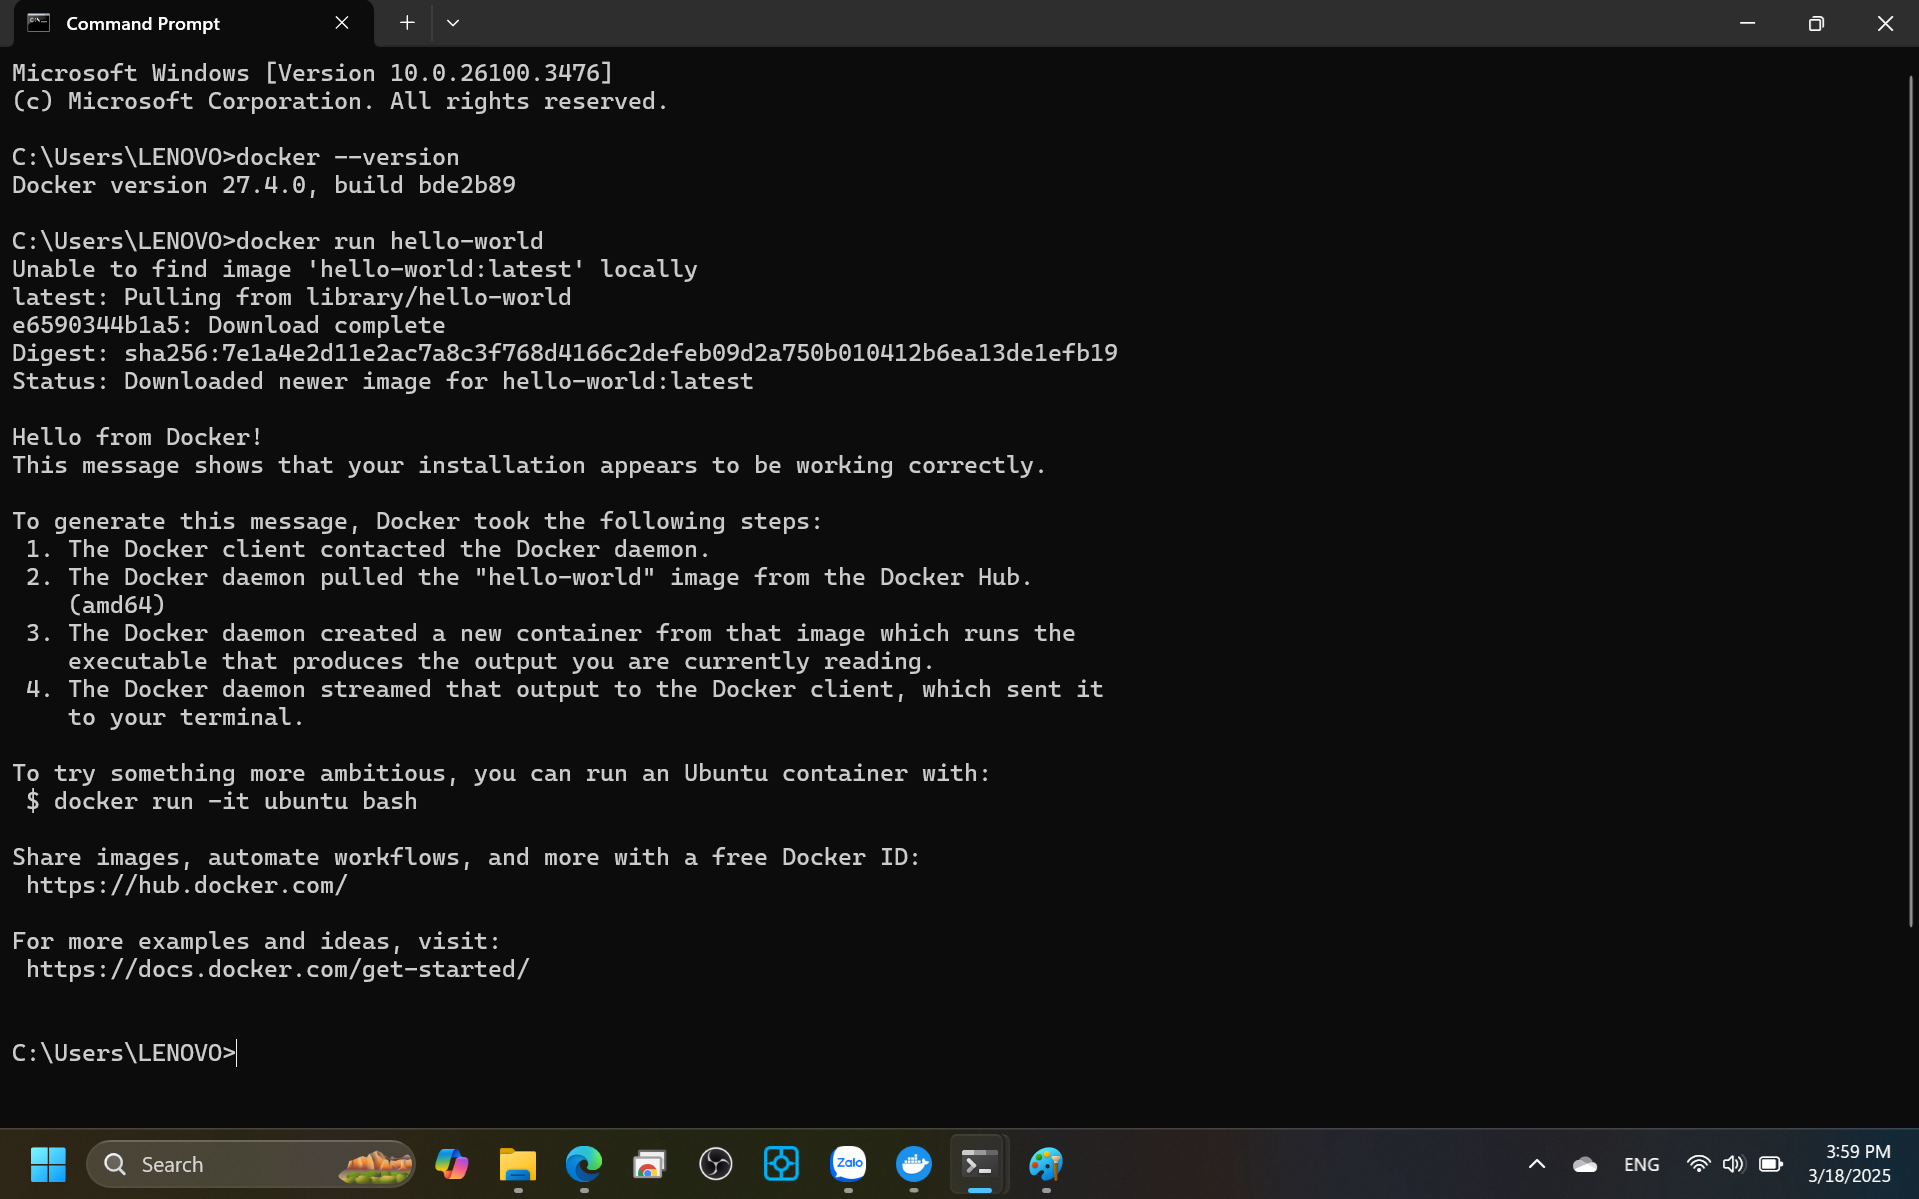 Command Prompt
Microsoft Windows [Version 10.0.26100.3476]
(c) Microsoft Corporation. All rights reserved.
C:\Users\LENOVO>docker --version
Docker version 27.4.0, build bde2b89
C:\Users\LENOVO>docker run hello-world
Unable to find image 'hello-world:latest' locally
latest: Pulling from library/hello-world
e6590344b1a5: Download complete
Digest: sha256:7e1a4e2d11e2ac7a8c3f768d4166c2defeb09d2a750b010412b6ea13de1efb19
Status: Downloaded newer image for hello-world:latest
Hello from Docker!
This message shows that your installation appears to be working correctly.
To generate this message, Docker took the following steps:
1. The Docker client contacted the Docker daemon.
2. The Docker daemon pulled the "hello-world" image from the Docker Hub.
(amd64)
3. The Docker daemon created a new container from that image which runs the
executable that produces the output you are currently reading.
4. The Docker daemon streamed that output to the Docker client, which sent it
to your terminal.
To try something more ambitious, you can run an Ubuntu container with:
$ docker run -it ubuntu bash
Share images, automate workflows, and more with a free Docker ID:
https://hub.docker.com/
For more examples and ideas, visit:
https://docs.docker.com/get-started/
C:\Users\LENOVO>
Search
Zalo
ENG
3:59 PM
3/18/2025